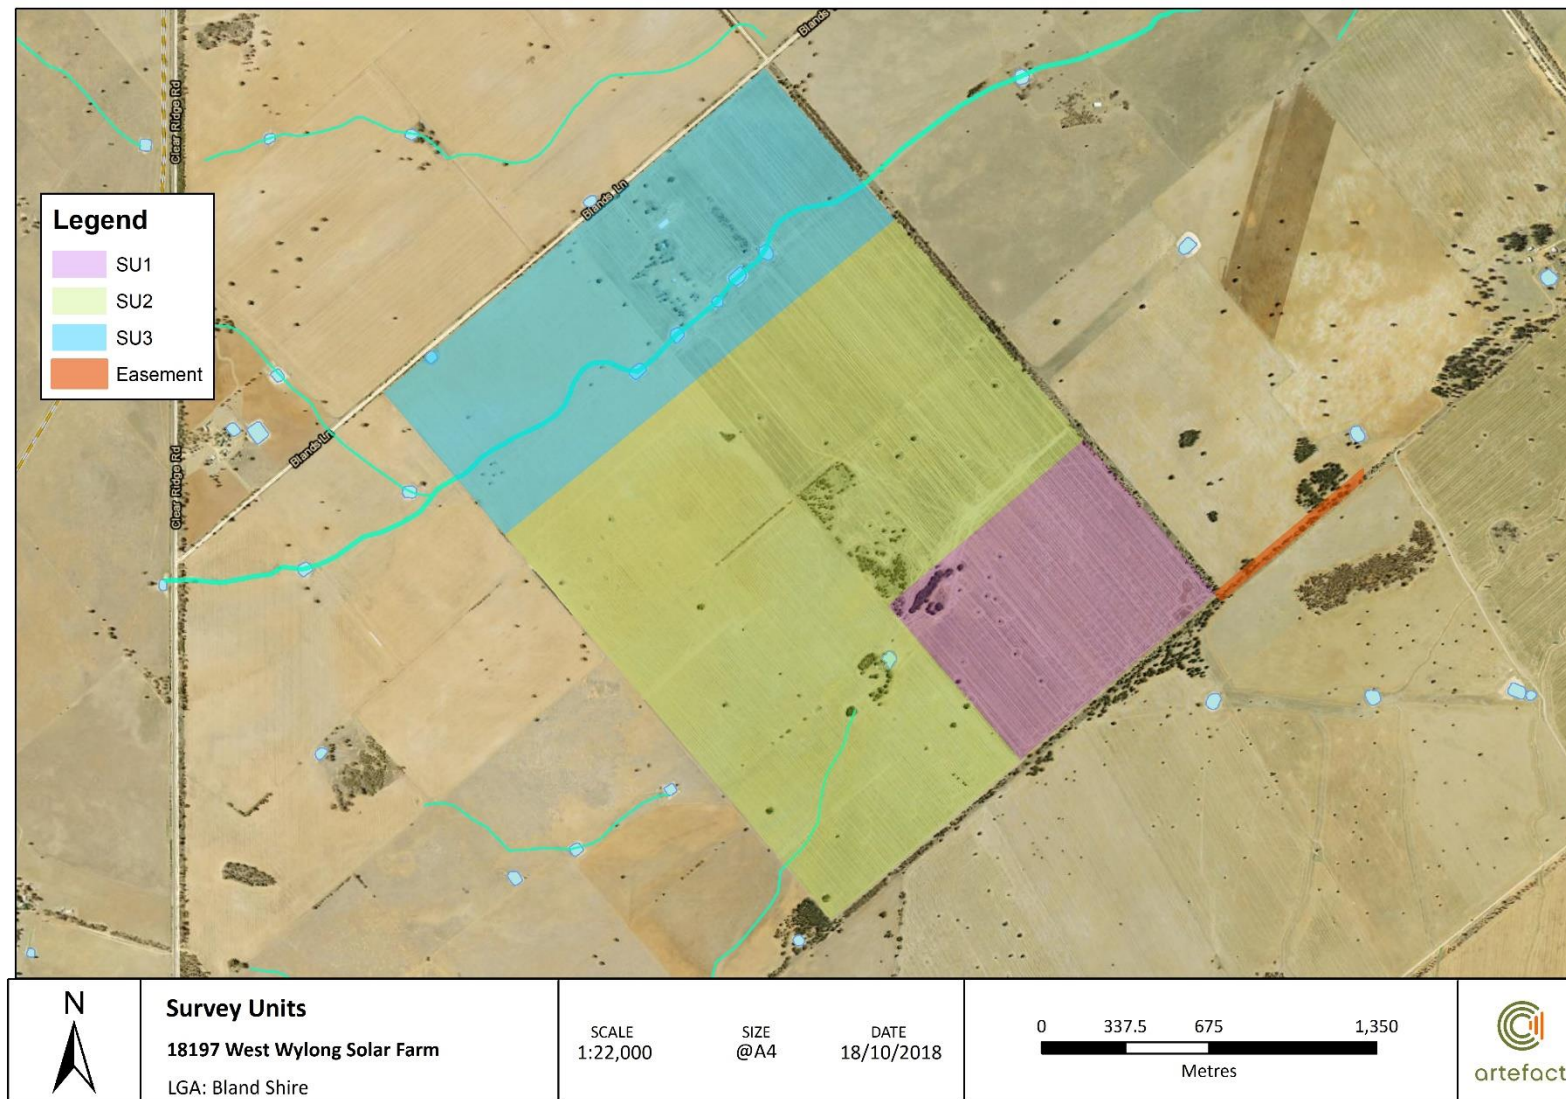 Blands
Clear Ridge Rd
Blands Ln
Legend
SU1
SU2
SU3
Easement
Blands Ln
Clear Ridge Rd
N
Survey Units
18197 West Wylong Solar Farm
LGA: Bland Shire
SCALE
1:22,000
SIZE
@A4
DATE
18/10/2018
0 337.5 675 1,350
Metres
artefact